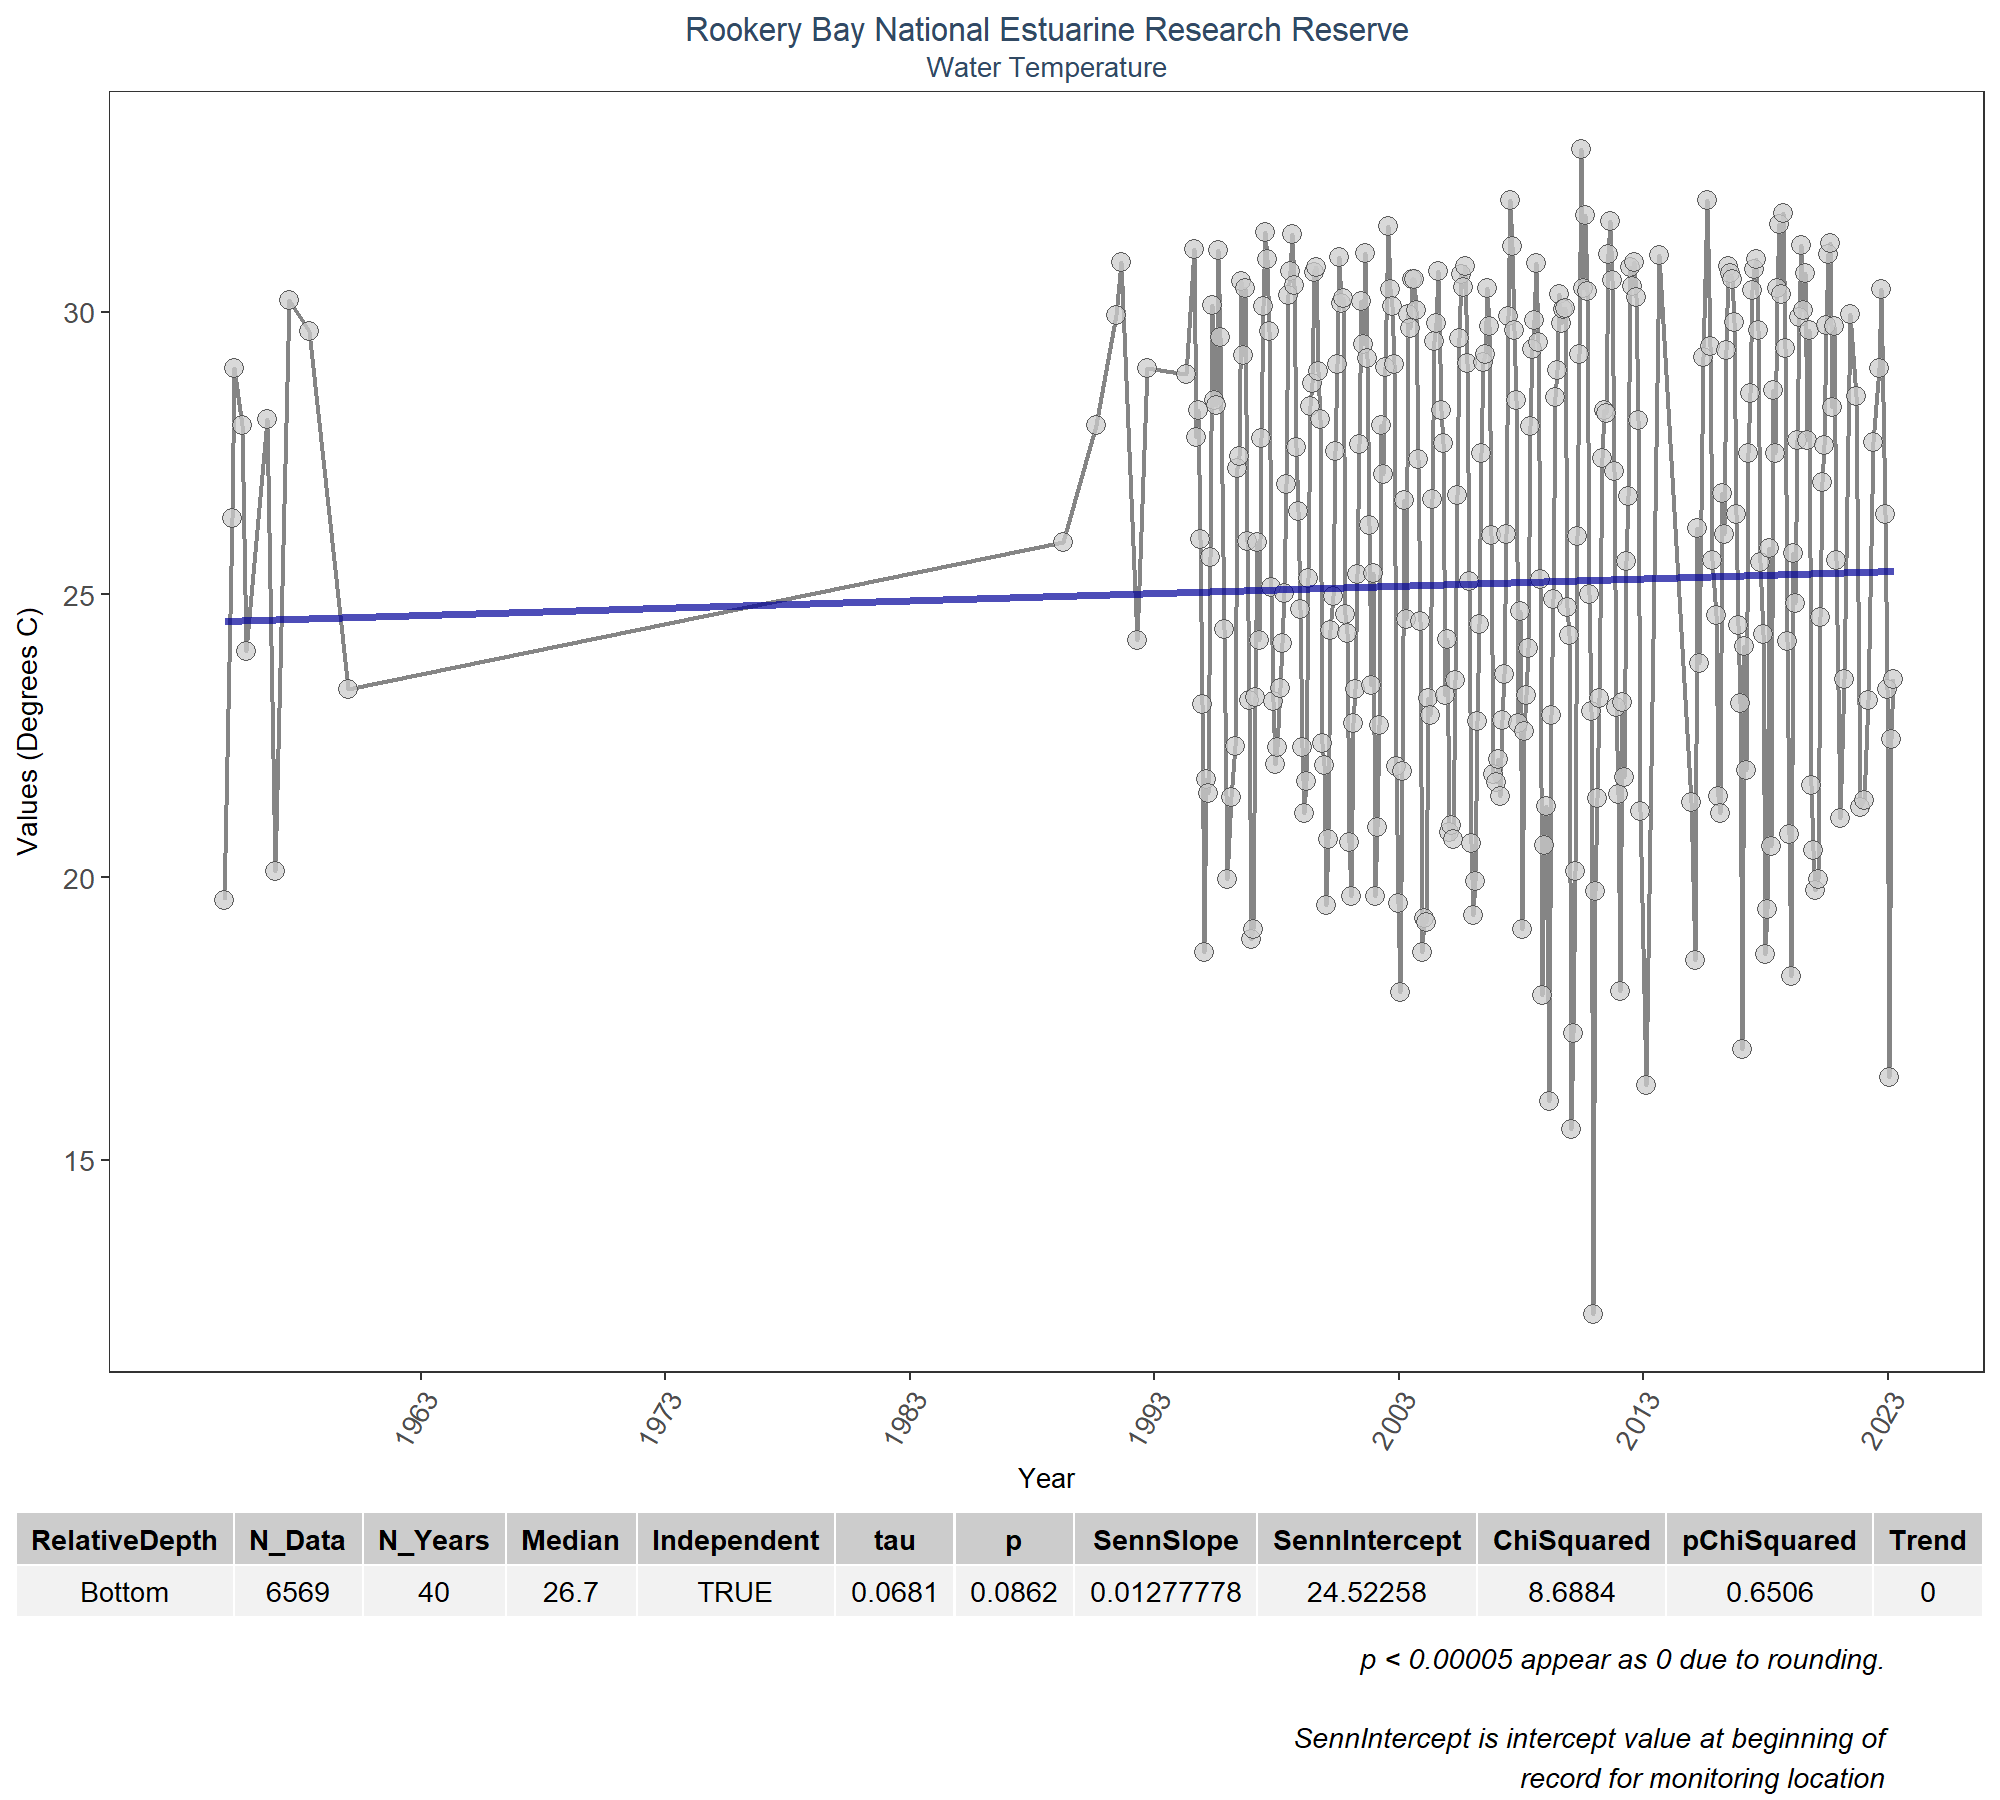 Rookery Bay National Estuarine Research Reserve
Water Temperature
Values (Degrees C)
30
25
20
15
1963
1973
1983
1993
2003
2013
2023
Year
RelativeDepth N_Data N_Years Median Independent tau p SennSlope SennIntercept ChiSquared pChiSquared Trend
Bottom 6569 40 26.7 TRUE 0.0681 0.0862 0.01277778 24.52258 8.6884 0.6506 0
p < 0.00005 appear as 0 due to rounding.
SennIntercept is intercept value at beginning of
record for monitoring location